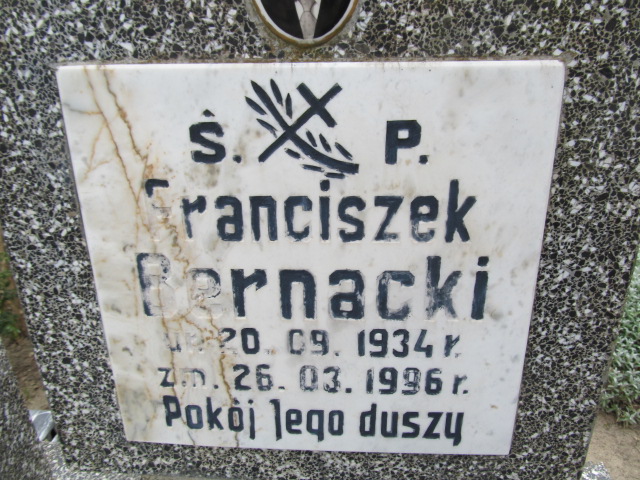 Ś. P.
Franciszek
Bernacki
ur. 20. 09. 1934 r.
zm. 26. 03. 1996 r.
Pokój Jego duszy